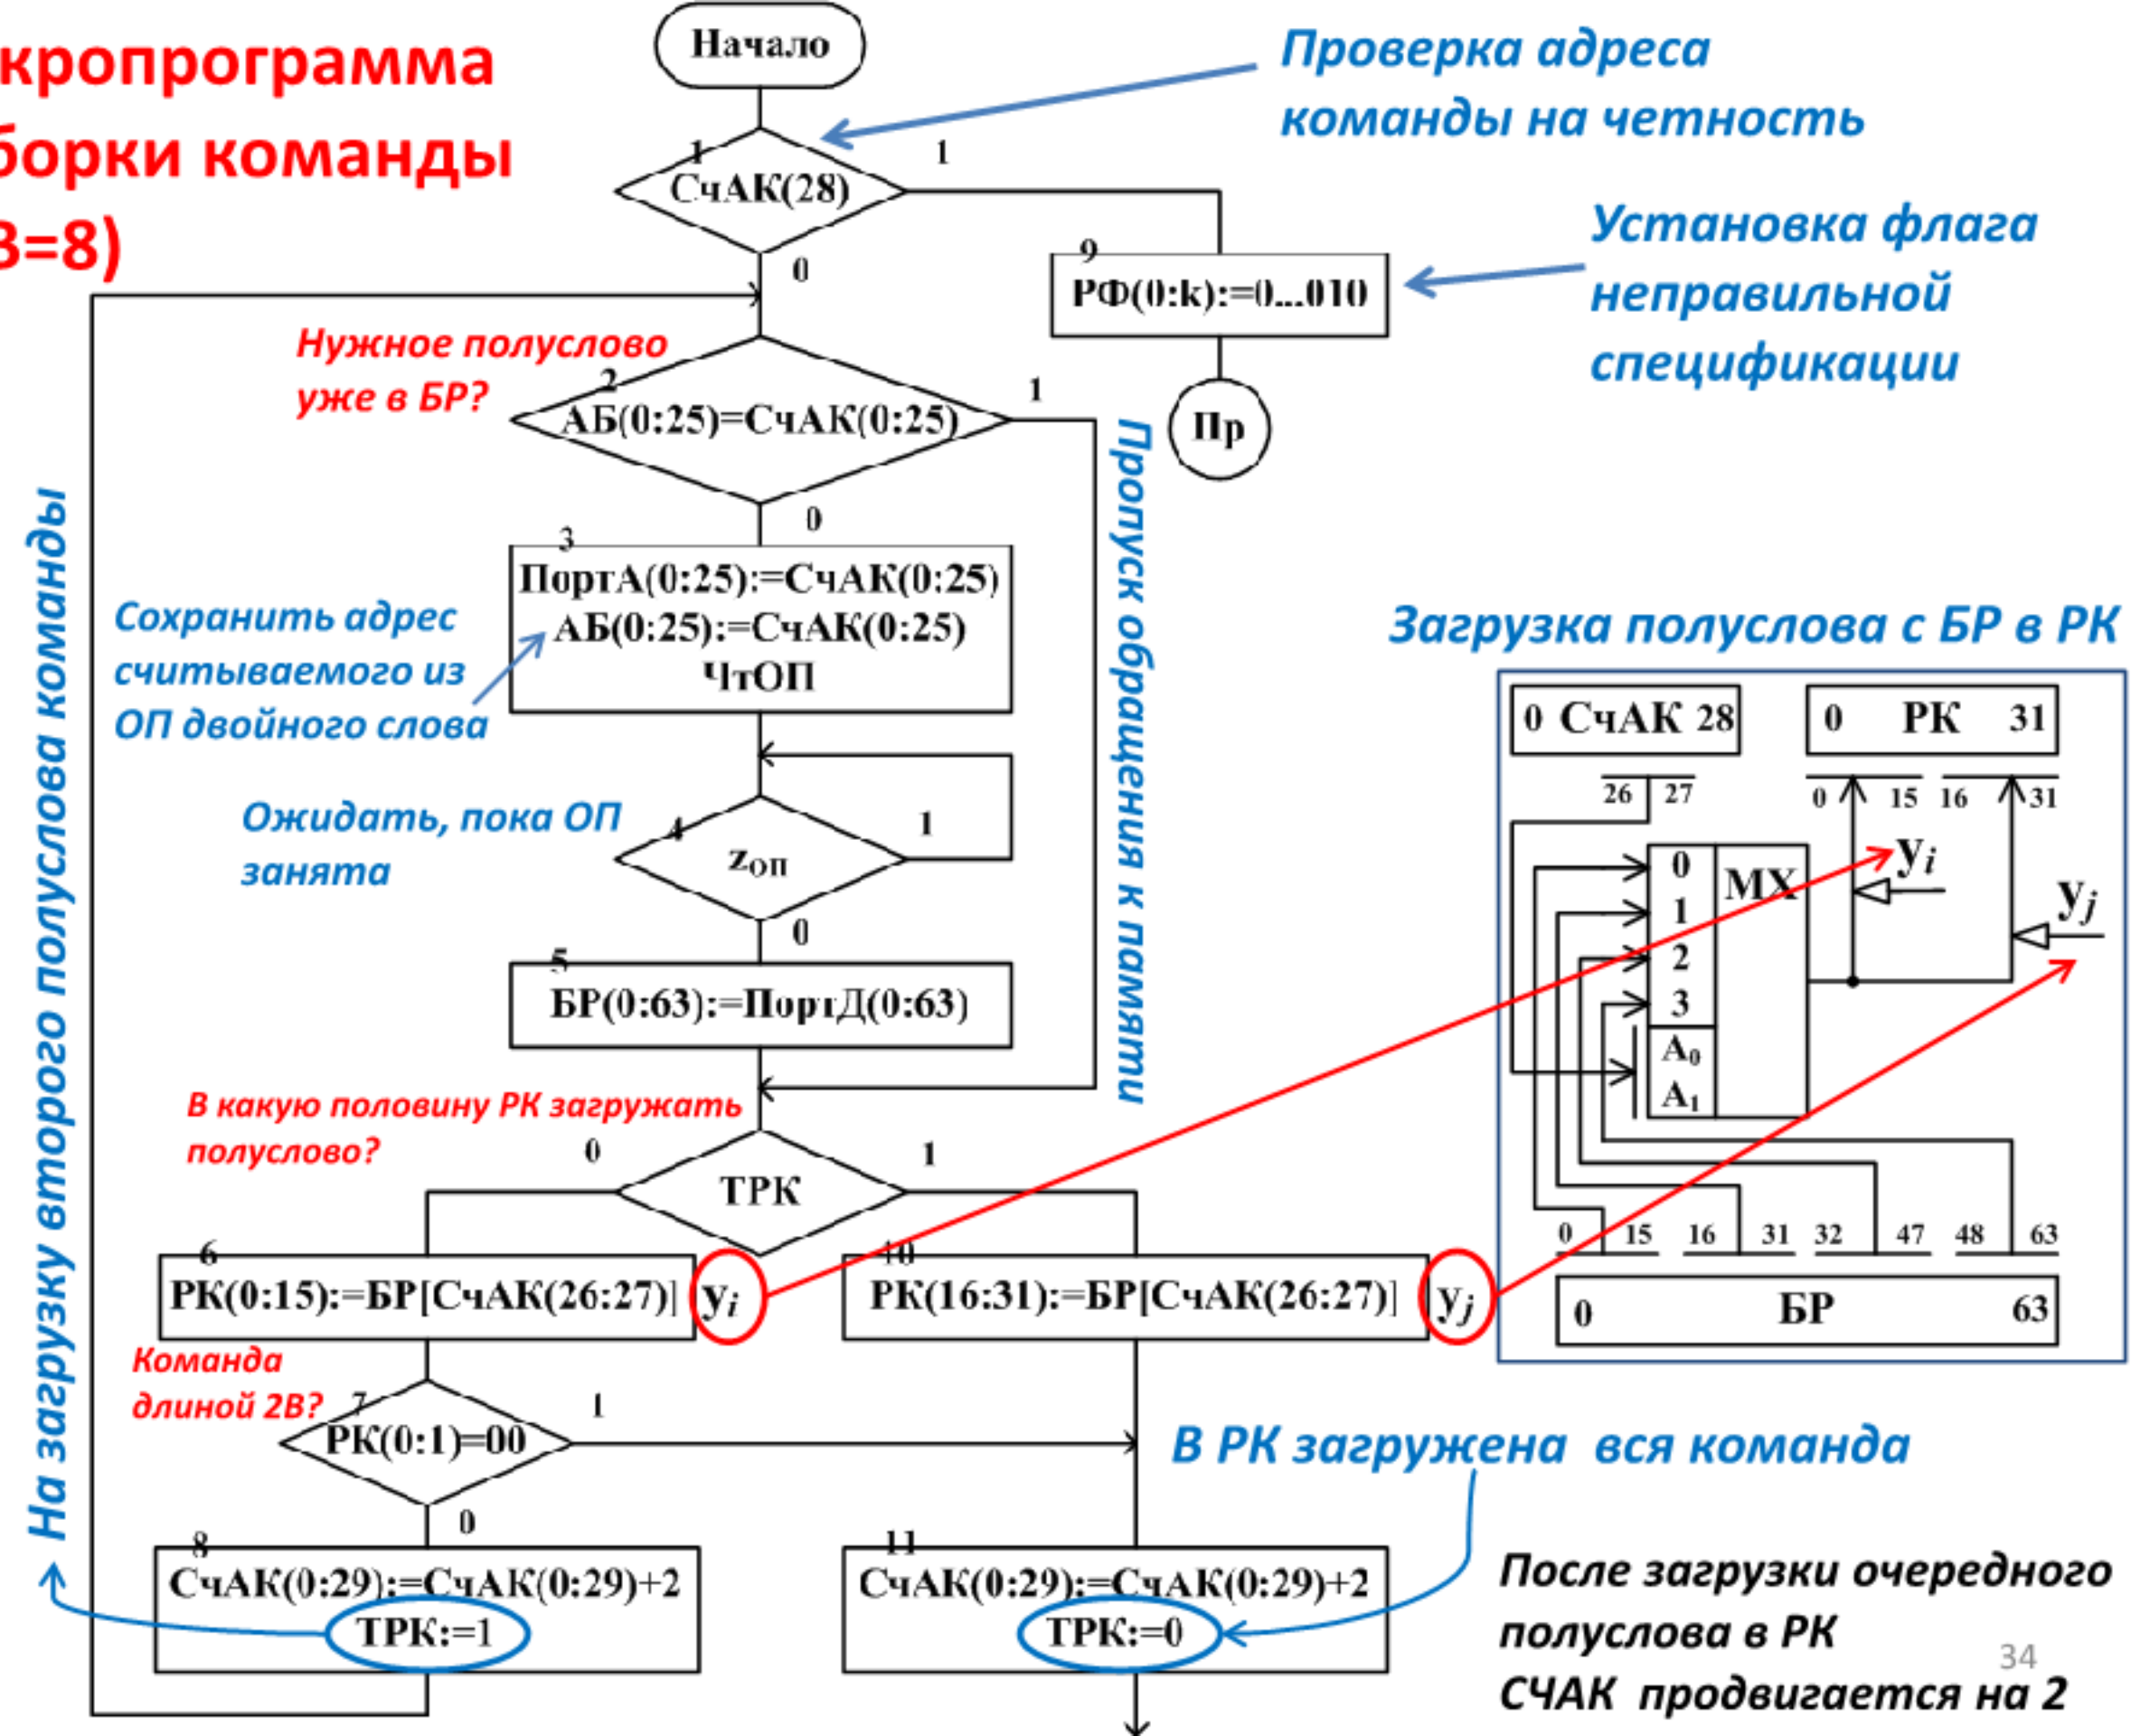 кропрограмма
борки команды
В=8)
Начало
Проверка адреса
команды на четность
1
СчАК(28)
1
0
Установка флага
неправильной
спецификации
9
РФ(0:k):=0...010
Пр
Нужное полуслово
уже в БР?
2
АБ(0:25)=СчАК(0:25)
1
0
Пропуск обращения к памяти
3
ПортА(0:25):=СчАК(0:25)
АБ(0:25):=СчАК(0:25)
ЧтОП
Сохранить адрес
считываемого из
ОП двойного слова
Ожидать, пока ОП
занята
4
zоп
1
0
5
БР(0:63):=ПортД(0:63)
В какую половину РК загружать
полуслово?
0
ТРК
1
6
РК(0:15):=БР[СчАК(26:27)]
yi
10
РК(16:31):=БР[СчАК(26:27)]
yj
Команда
длиной 2В?
7
РК(0:1)=00
1
0
8
СчАК(0:29):=СчАК(0:29)+2
ТРК:=1
11
СчАК(0:29):=СчАК(0:29)+2
ТРК:=0
На загрузку второго полуслова команды
В РК загружена вся команда
Загрузка полуслова с БР в РК
0 СчАК 28
0 РК 31
26 27
0 15 16 31
0
1
2
3
MX
A0
A1
yi
yj
0 15 16 31 32 47 48 63
0 БР 63
После загрузки очередного
полуслова в РК
СЧАК продвигается на 2
34